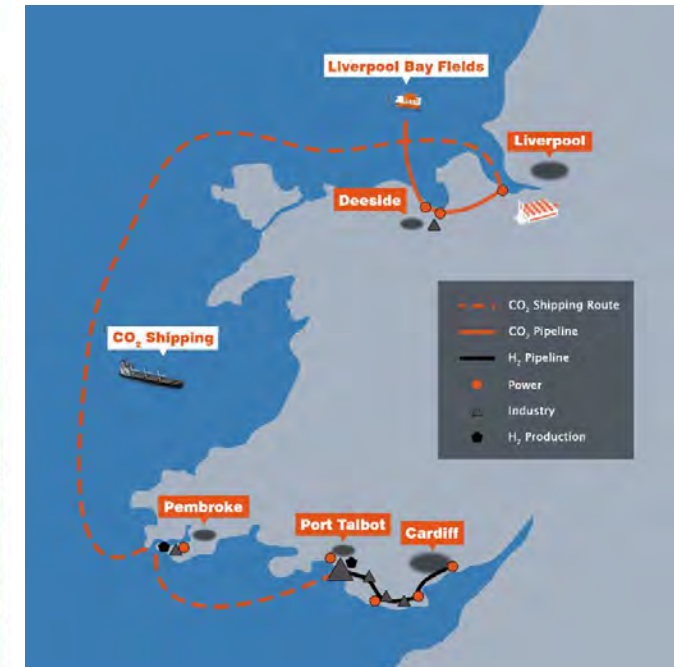 Liverpool Bay Fields
Liverpool
Deeside
CO₂ Shipping Route
CO₂ Pipeline
H₂ Pipeline
Power
Industry
H₂ Production
CO₂ Shipping
Pembroke
Port Talbot
Cardiff